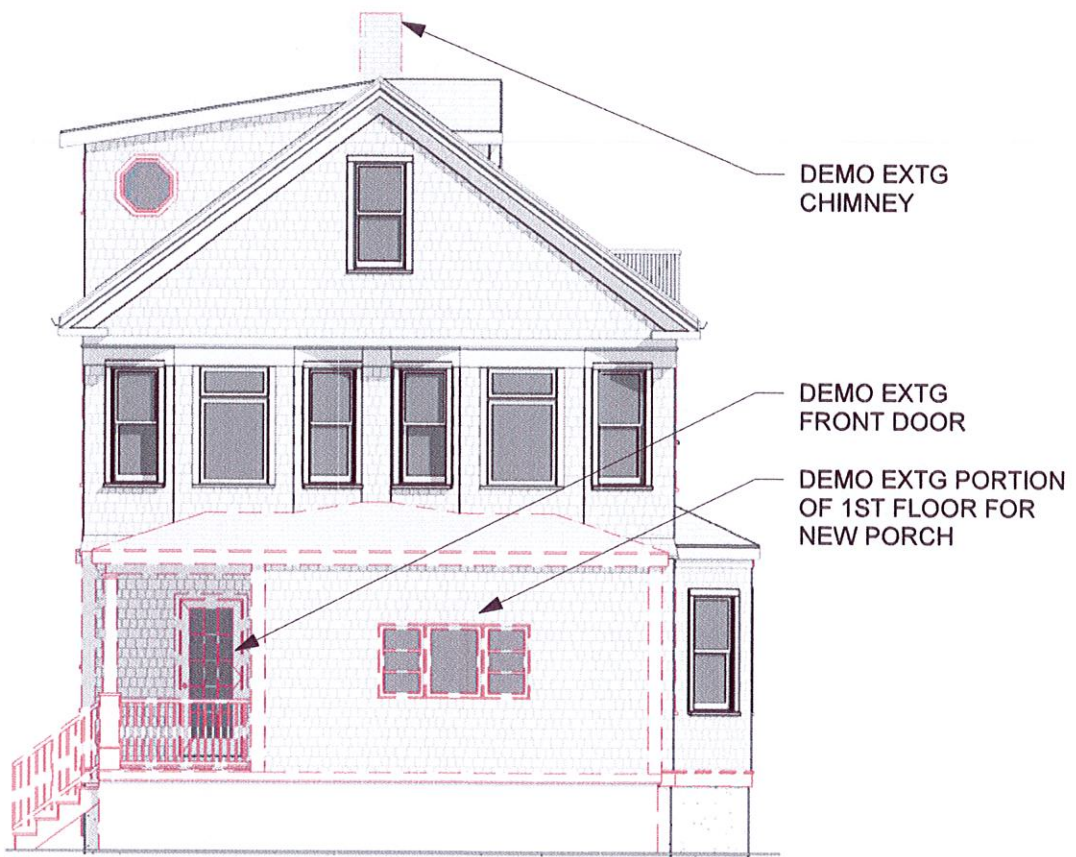 DEMO EXTG
CHIMNEY
DEMO EXTG
FRONT DOOR
DEMO EXTG PORTION
OF 1ST FLOOR FOR
NEW PORCH